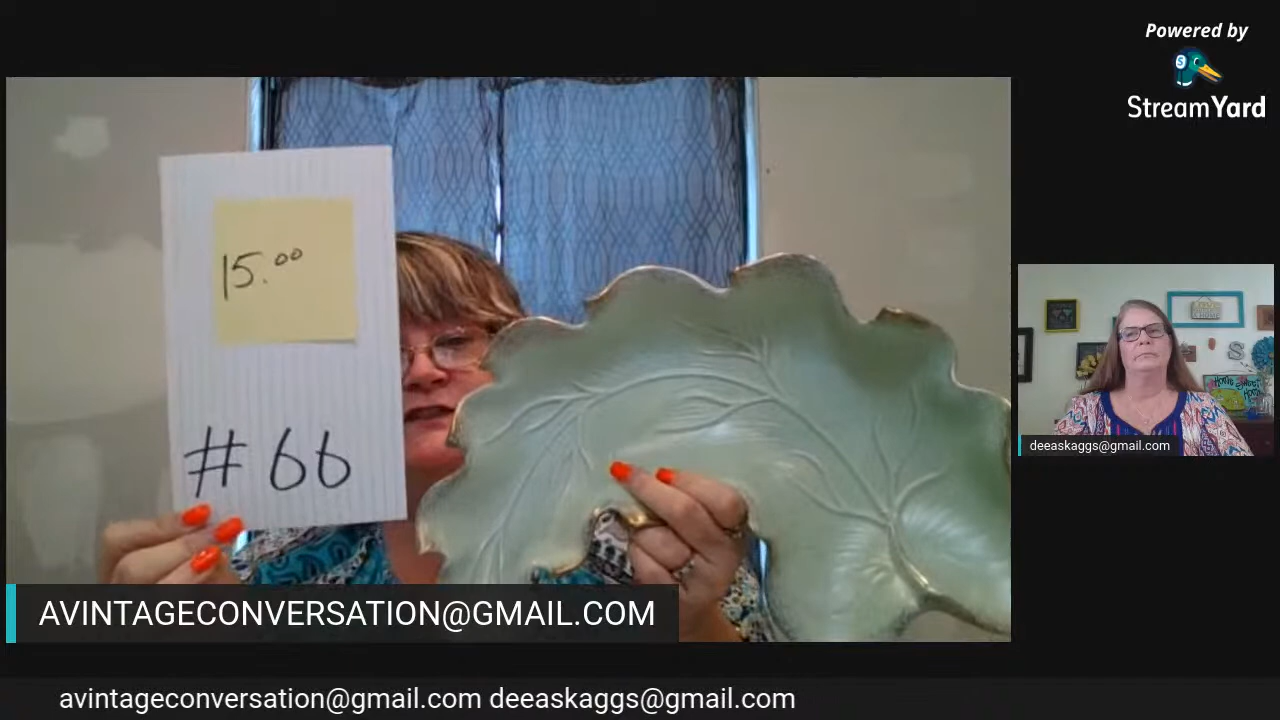 Powered by
StreamYard
15.00
#66
deeaskaggs@gmail.com
AVINTAGECONVERSATION@GMAIL.COM
avintageconversation@gmail.com deeaskaggs@gmail.com